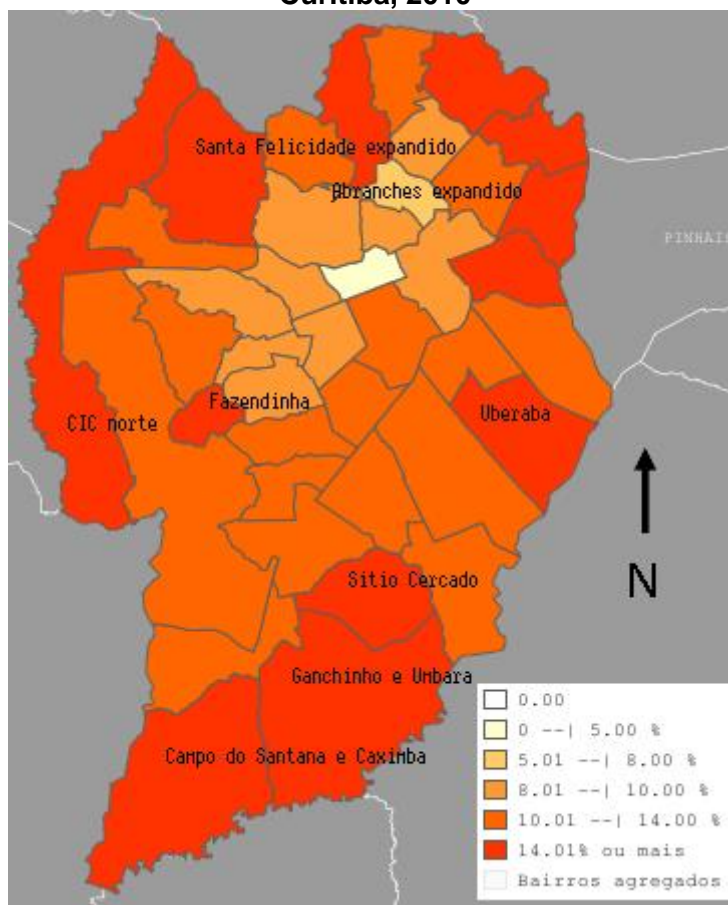 Curitiba, 2010
Santa Felicidade expandido
Abranches expandido
PINHAIS
Fazendinha
CIC norte
Uberaba
N
Sitio Cercado
Ganchinho e Umbara
Campo do Santana e Caximba
0.00
0 --| 5.00 %
5.01 --| 8.00 %
8.01 --| 10.00 %
10.01 --| 14.00 %
14.01% ou mais
Bairros agregados